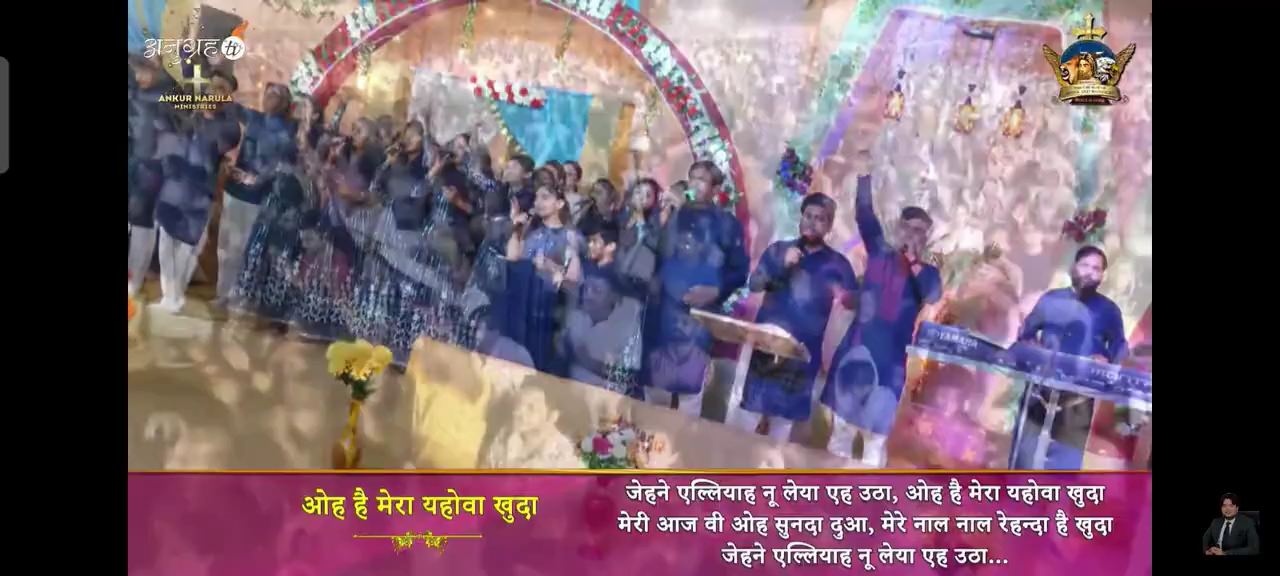 अनुग्रह tv
ANKUR NARULA
MINISTRIES
YAMAHA
ओह है मेरा यहोवा खुदा
जेहने एल्लियाह नू लेया एह उठा, ओह है मेरा यहोवा खुदा
मेरी आज वी ओह सुनदा दुआ, मेरे नाल नाल रेहन्दा है खुदा
जेहने एल्लियाह नू लेया एह उठा...